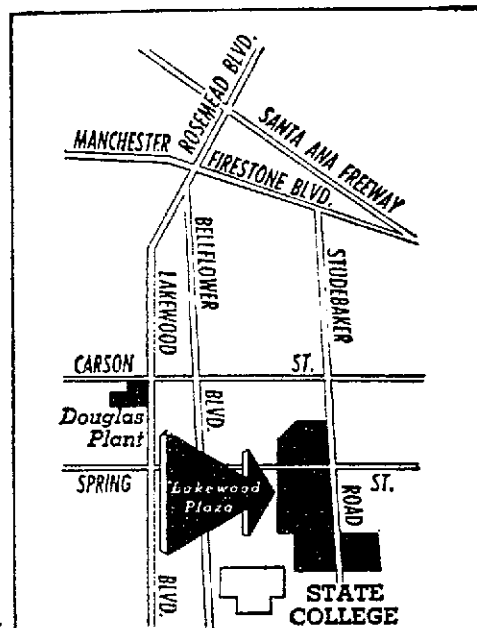 ROSEMEAD BLVD.
SANTA ANA FREEWAY
MANCHESTER
FIRESTONE BLVD.
BELLFLOWER
LAKEWOOD
STUDEBAKER
CARSON
ST.
Douglas
Plant
BLVD.
SPRING
Lakewood
Plaza
ST.
ROAD
BLVD.
STATE
COLLEGE